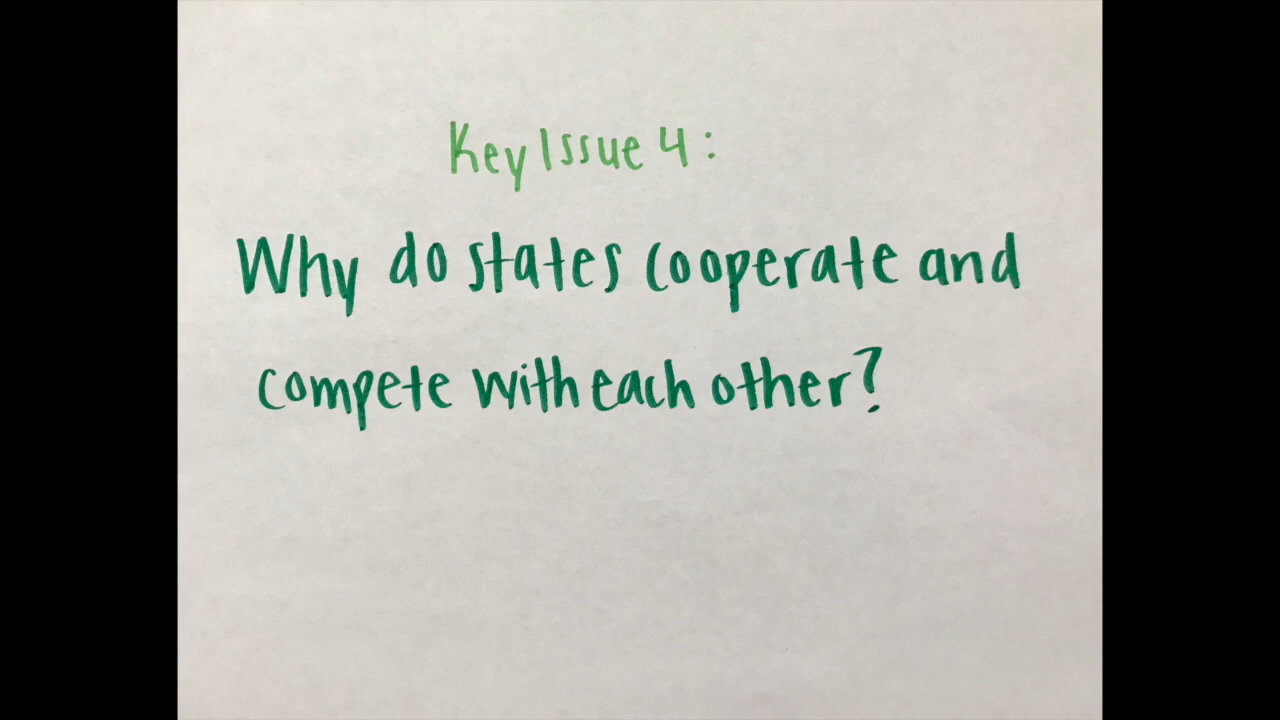 Key Issue 4:
Why do states cooperate and
compete with each other?